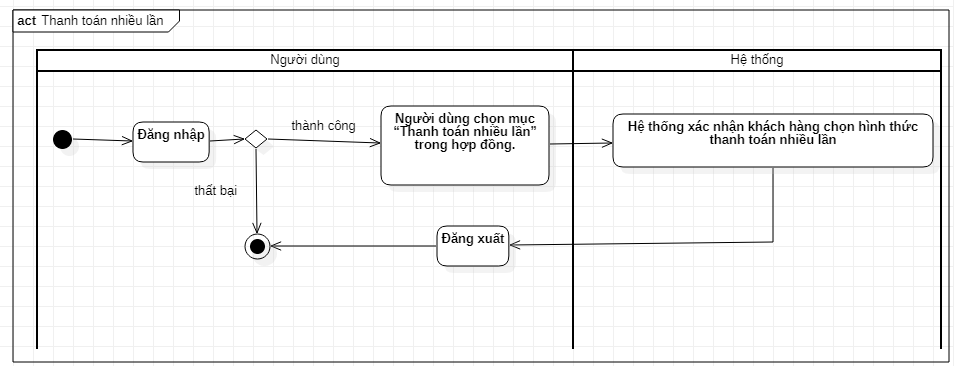 act Thanh toán nhiều lần
Người dùng
Hệ thống
Đăng nhập
thành công
Người dùng chọn mục
“Thanh toán nhiều lần”
trong hợp đồng.
Hệ thống xác nhận khách hàng chọn hình thức
thanh toán nhiều lần
thất bại
Đăng xuất